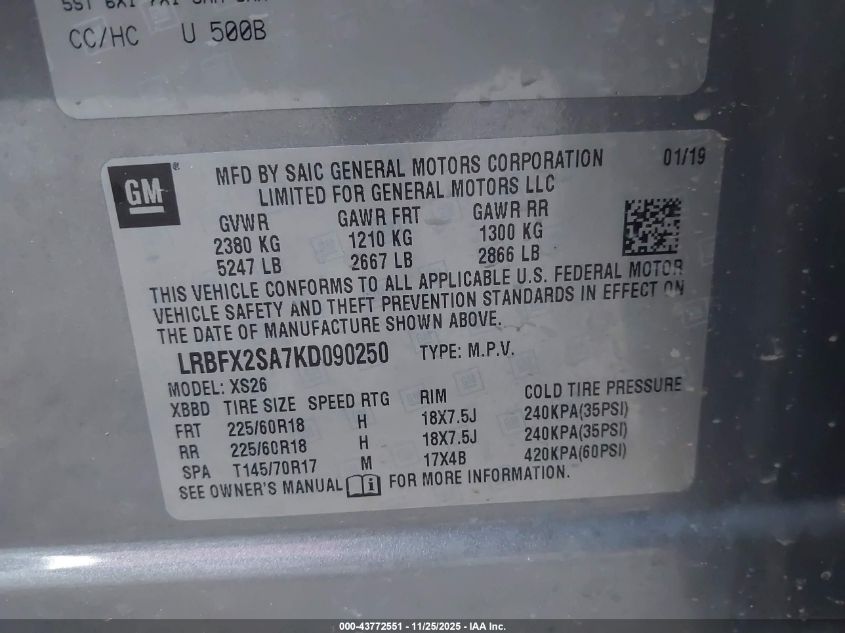 CC/HC U 500B
GM ®
MFD BY SAIC GENERAL MOTORS CORPORATION 01/19
LIMITED FOR GENERAL MOTORS LLC
GVWR GAWR FRT GAWR RR
2380 KG 1210 KG 1300 KG
5247 LB 2667 LB 2866 LB
THIS VEHICLE CONFORMS TO ALL APPLICABLE U.S. FEDERAL MOTOR
VEHICLE SAFETY AND THEFT PREVENTION STANDARDS IN EFFECT ON
THE DATE OF MANUFACTURE SHOWN ABOVE.
LRBFX2SA7KD090250 TYPE: M.P.V.
MODEL: XS26
XBBD TIRE SIZE SPEED RTG RIM COLD TIRE PRESSURE
FRT 225/60R18 H 18X7.5J 240KPA(35PSI)
RR 225/60R18 H 18X7.5J 240KPA(35PSI)
SPA T145/70R17 M 17X4B 420KPA(60PSI)
SEE OWNER'S MANUAL i FOR MORE INFORMATION.
000-43772551 - 11/25/2025 - IAA Inc.